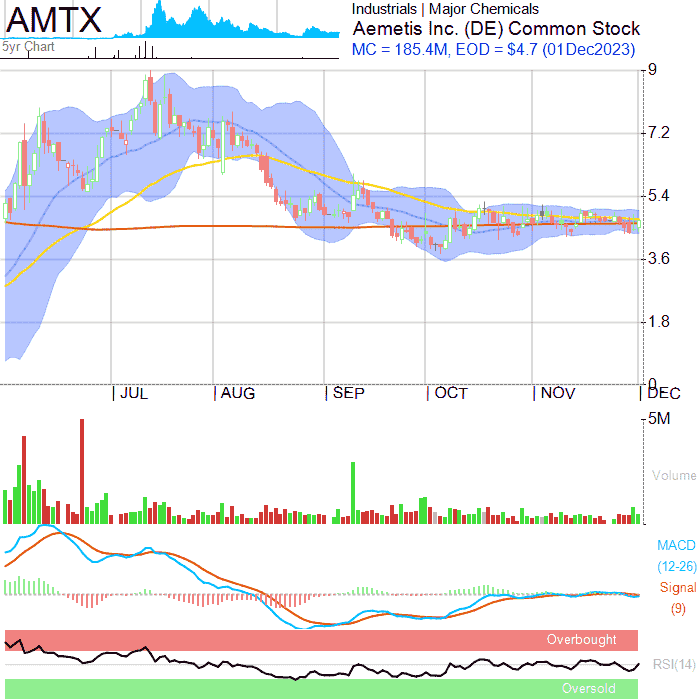 AMTX
5yr Chart
Industrials | Major Chemicals
Aemetis Inc. (DE) Common Stock
MC = 185.4M, EOD = $4.7 (01Dec2023)
9
7.2
5.4
3.6
1.8
0
JUL AUG SEP OCT NOV DEC
5M
Volume
MACD
(12-26)
Signal
(9)
Overbought
RSI(14)
Oversold